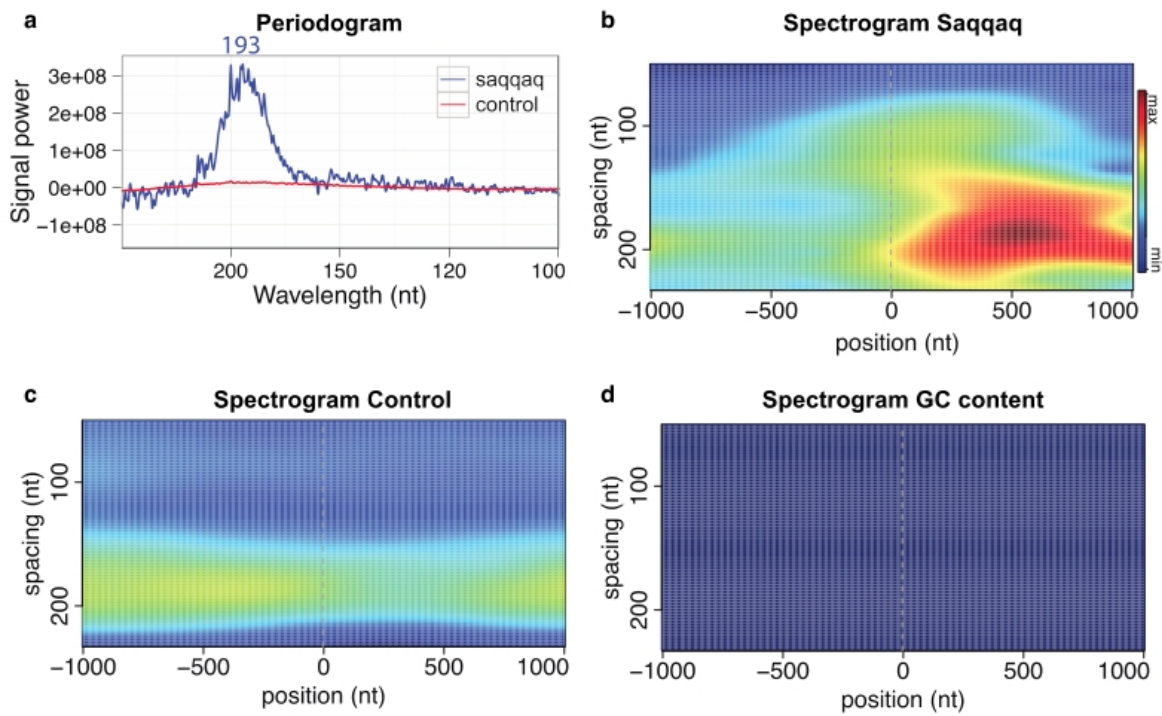 a
Periodogram
193
Signal power
3e+08
2e+08
1e+08
0e+00
−1e+08
saqqaq
control
200 150 120 100
Wavelength (nt)
b
Spectrogram Saqqaq
spacing (nt)
100
200
−1000 −500 0 500 1000
position (nt)
max
min
c
Spectrogram Control
spacing (nt)
100
200
−1000 −500 0 500 1000
position (nt)
d
Spectrogram GC content
spacing (nt)
100
200
−1000 −500 0 500 1000
position (nt)